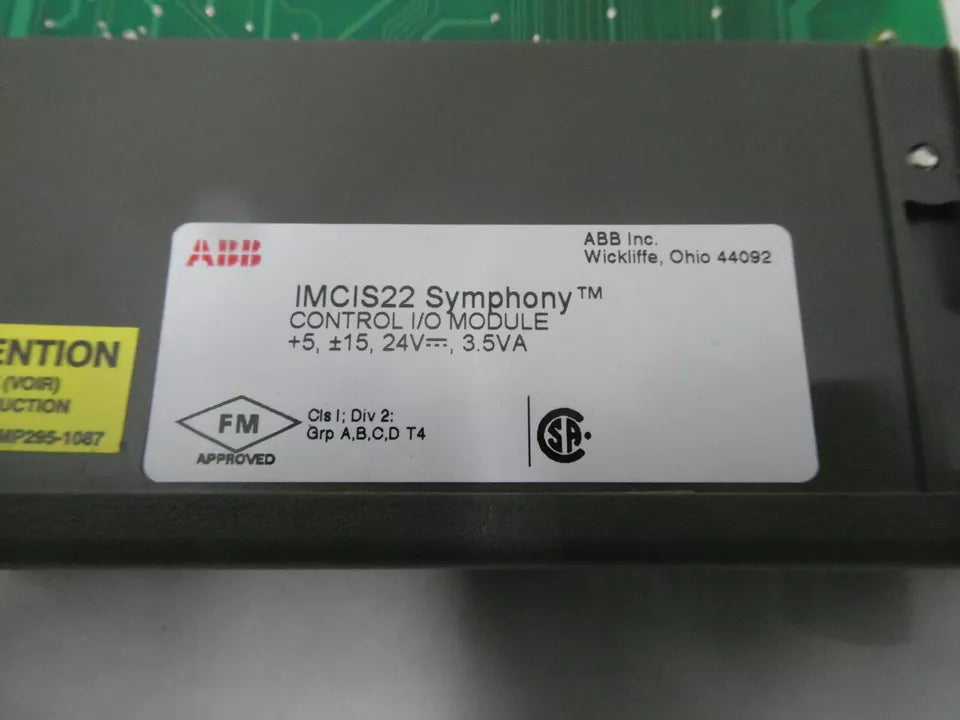 ABB
ABB Inc.
Wickliffe, Ohio 44092
IMCIS22 Symphony™
CONTROL I/O MODULE
+5, ±15, 24V⎓, 3.5VA
ENTION
(VOIR)
UCTION
MP295-1087
FM
APPROVED
Cls I; Div 2;
Grp A,B,C,D T4
CSA